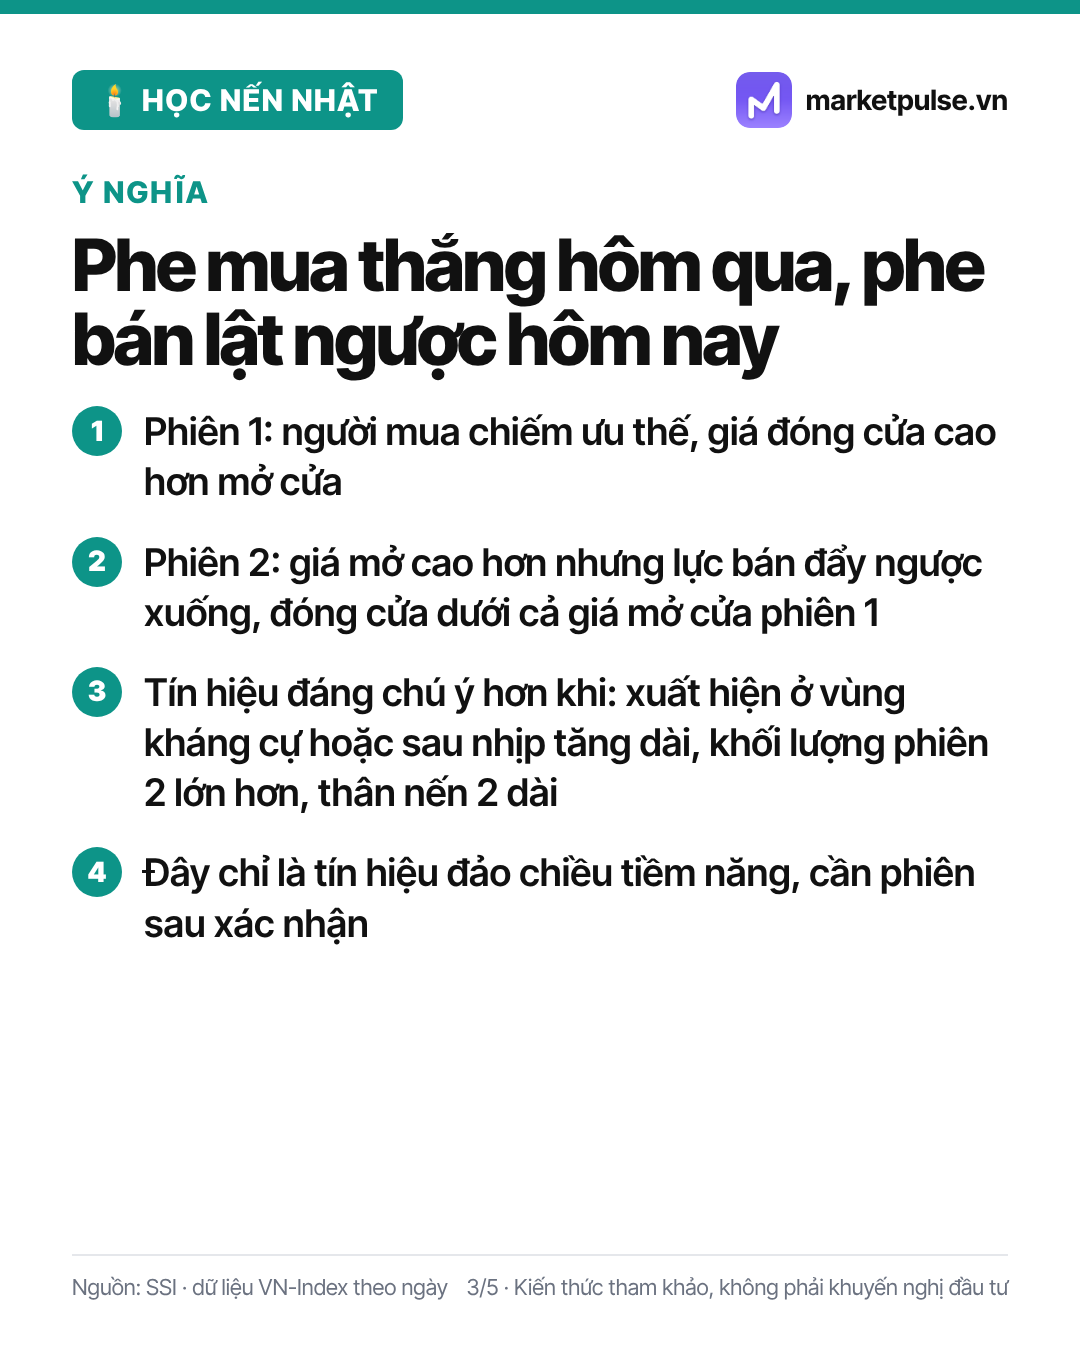 HỌC NẾN NHẬT
marketpulse.vn
Ý NGHĨA
Phe mua thắng hôm qua, phe
bán lật ngược hôm nay
1 Phiên 1: người mua chiếm ưu thế, giá đóng cửa cao
hơn mở cửa
2 Phiên 2: giá mở cao hơn nhưng lực bán đẩy ngược
xuống, đóng cửa dưới cả giá mở cửa phiên 1
3 Tín hiệu đáng chú ý hơn khi: xuất hiện ở vùng
kháng cự hoặc sau nhịp tăng dài, khối lượng phiên
2 lớn hơn, thân nến 2 dài
4 Đây chỉ là tín hiệu đảo chiều tiềm năng, cần phiên
sau xác nhận
Nguồn: SSI · dữ liệu VN-Index theo ngày 3/5 · Kiến thức tham khảo, không phải khuyến nghị đầu tư